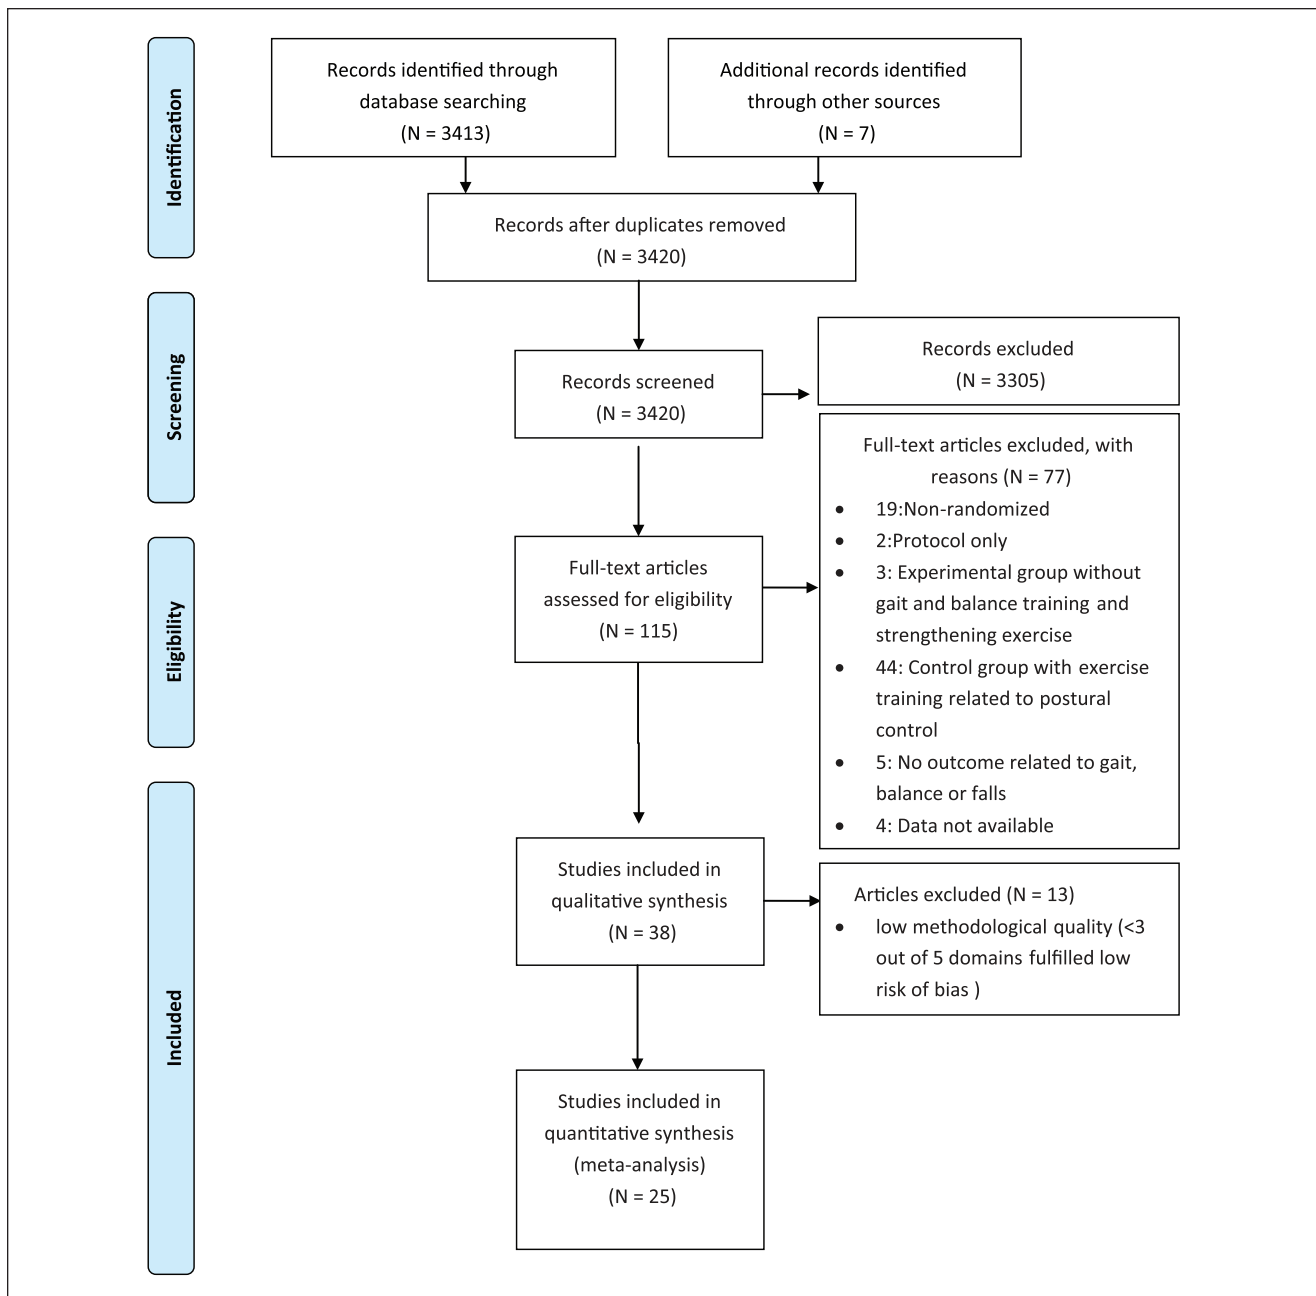 Identification
Records identified through
database searching
(N = 3413)
Additional records identified
through other sources
(N = 7)
Records after duplicates removed
(N = 3420)
Screening
Records screened
(N = 3420)
Records excluded
(N = 3305)
Eligibility
Full-text articles
assessed for eligibility
(N = 115)
Full-text articles excluded, with
reasons (N = 77)
• 19:Non-randomized
• 2:Protocol only
• 3: Experimental group without
gait and balance training and
strengthening exercise
• 44: Control group with exercise
training related to postural
control
• 5: No outcome related to gait,
balance or falls
• 4: Data not available
Included
Studies included in
qualitative synthesis
(N = 38)
Articles excluded (N = 13)
• low methodological quality (<3
out of 5 domains fulfilled low
risk of bias )
Studies included in
quantitative synthesis
(meta-analysis)
(N = 25)